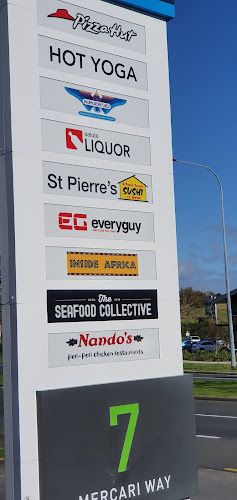 Pizza Hut
HOT YOGA
Salute
LIQUOR
St Pierre's
SUSHI
EG everyguy
INSIDE AFRICA
The
SEAFOOD COLLECTIVE
Nando's
peri-peri chicken restaurants
7
MERCARI WAY